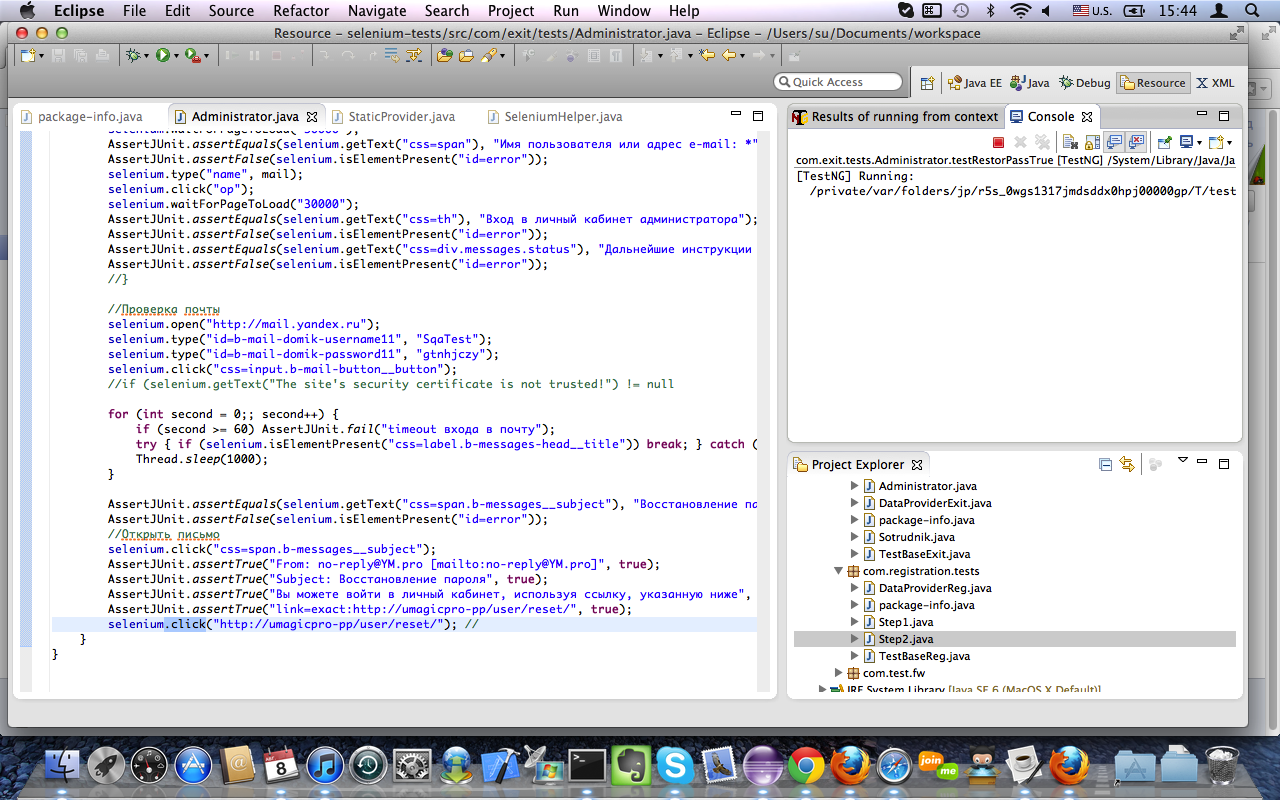 Eclipse File Edit Source Refactor Navigate Search Project Run Window Help U.S. 15:44
Resource – selenium-tests/src/com/exit/tests/Administrator.java – Eclipse – /Users/su/Documents/workspace
Quick Access Java EE Java Debug Resource XML
package-info.java Administrator.java StaticProvider.java SeleniumHelper.java
selenium.waitForPageToLoad("30000");
AssertJUnit.assertEquals(selenium.getText("css=span"), "Имя пользователя или адрес e-mail: *"
AssertJUnit.assertFalse(selenium.isElementPresent("id=error"));
selenium.type("name", mail);
selenium.click("op");
selenium.waitForPageToLoad("30000");
AssertJUnit.assertEquals(selenium.getText("css=th"), "Вход в личный кабинет администратора");
AssertJUnit.assertFalse(selenium.isElementPresent("id=error"));
AssertJUnit.assertEquals(selenium.getText("css=div.messages.status"), "Дальнейшие инструкции
AssertJUnit.assertFalse(selenium.isElementPresent("id=error"));
//}
//Проверка почты
selenium.open("http://mail.yandex.ru");
selenium.type("id=b-mail-domik-username11", "SqaTest");
selenium.type("id=b-mail-domik-password11", "gtnhjczy");
selenium.click("css=input.b-mail-button__button");
//if (selenium.getText("The site's security certificate is not trusted!") != null
for (int second = 0;; second++) {
if (second >= 60) AssertJUnit.fail("timeout входа в почту");
try { if (selenium.isElementPresent("css=label.b-messages-head__title")) break; } catch (
Thread.sleep(1000);
}
AssertJUnit.assertEquals(selenium.getText("css=span.b-messages__subject"), "Восстановление па
AssertJUnit.assertFalse(selenium.isElementPresent("id=error"));
//Открыть письмо
selenium.click("css=span.b-messages__subject");
AssertJUnit.assertTrue("From: no-reply@YM.pro [mailto:no-reply@YM.pro]", true);
AssertJUnit.assertTrue("Subject: Восстановление пароля", true);
AssertJUnit.assertTrue("Вы можете войти в личный кабинет, используя ссылку, указанную ниже",
AssertJUnit.assertTrue("link=exact:http://umagicpro-pp/user/reset/", true);
selenium.click("http://umagicpro-pp/user/reset/"); //
}
}
Results of running from context Console
com.exit.tests.Administrator.testRestorPassTrue [TestNG] /System/Library/Java/Ja
[TestNG] Running:
/private/var/folders/jp/r5s_0wgs1317jmdsddx0hpj00000gp/T/test
Project Explorer
Administrator.java
DataProviderExit.java
package-info.java
Sotrudnik.java
TestBaseExit.java
com.registration.tests
DataProviderReg.java
package-info.java
Step1.java
Step2.java
TestBaseReg.java
com.test.fw
JRE System Library [Java SE 6 (MacOS X Default)]
8
join me